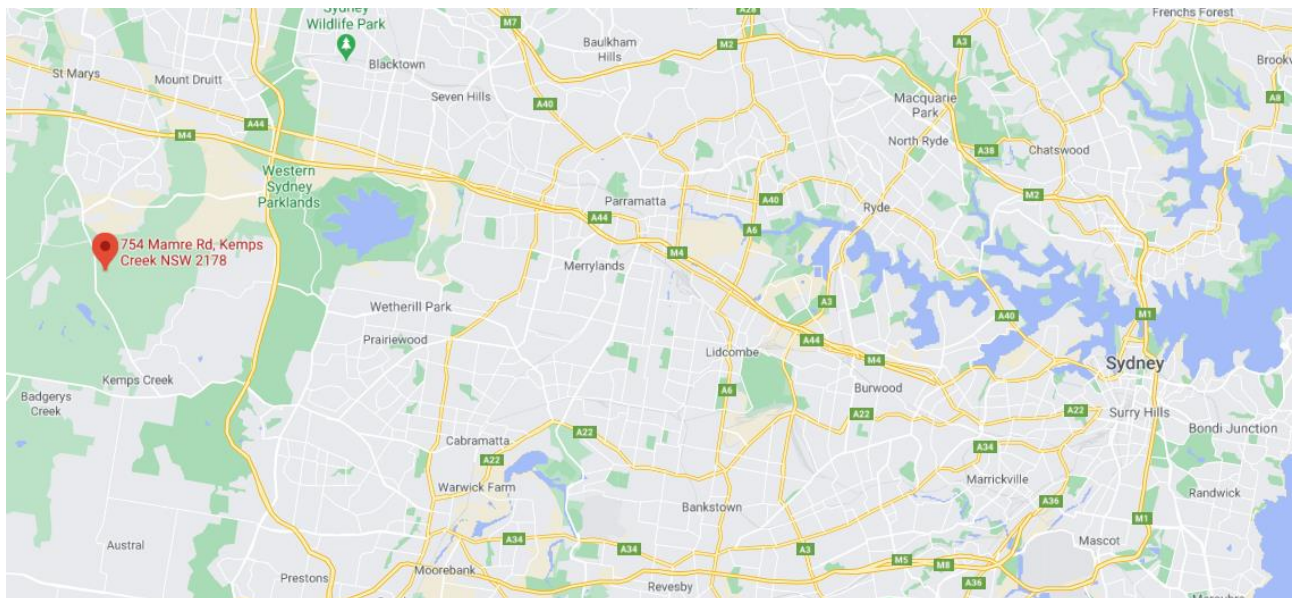 Sydney
Wildlife Park
M7
A28
Baulkham
Hills
M2
A3
Frenchs Forest
St Marys
Mount Druitt
Blacktown
Seven Hills
A40
Macquarie
Park
A8
A44
M4
North Ryde
A38
Chatswood
Western
Sydney
Parklands
Parramatta
A40
Ryde
M2
A44
A6
754 Mamre Rd, Kemps
Creek NSW 2178
Merrylands
M4
Wetherill Park
A3
A40
M1
Prairiewood
Lidcombe
A44
M4
Sydney
Kemps Creek
Badgerys
Creek
A6
Burwood
A22
A22
Surry Hills
Bondi Junction
Cabramatta
A22
A22
A34
Warwick Farm
Marrickville
Randwick
Bankstown
A36
M1
Austral
A34
A34
A3
Mascot
Prestons
Moorebank
Revesby
M5
M8
A36